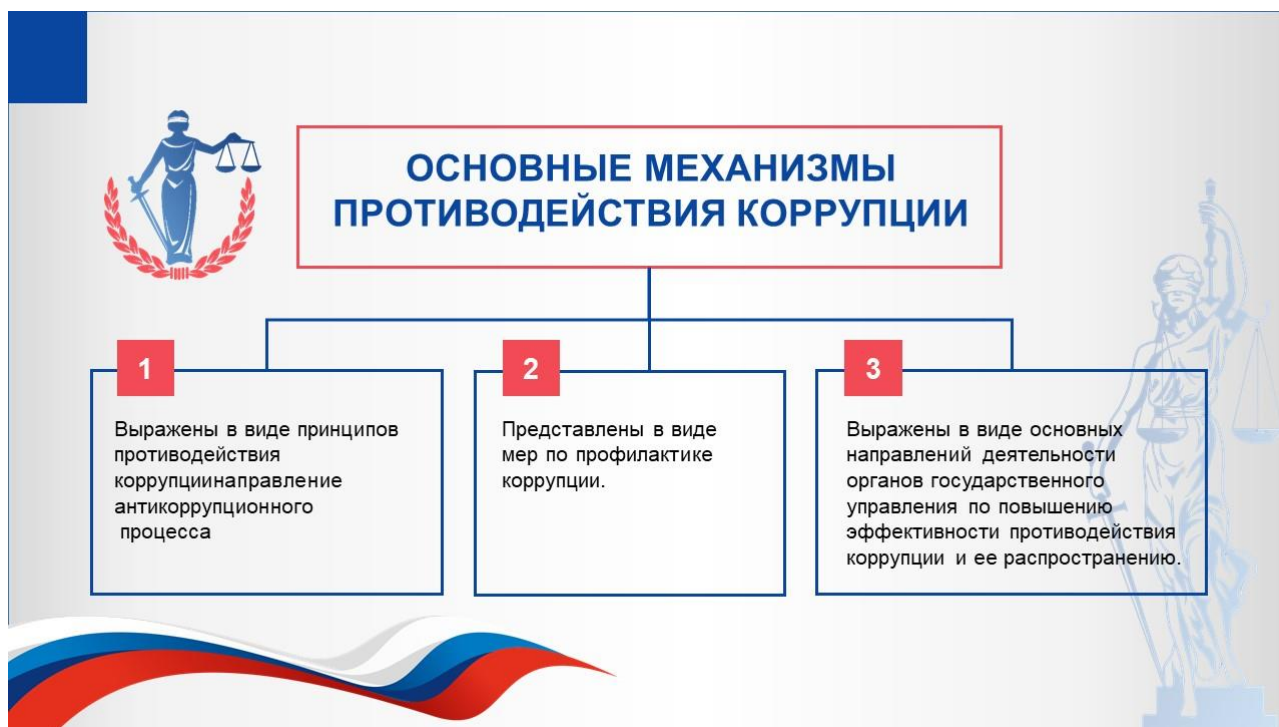 ОСНОВНЫЕ МЕХАНИЗМЫ
ПРОТИВОДЕЙСТВИЯ КОРРУПЦИИ
1
Выражены в виде принципов
противодействия
коррупциинаправление
антикоррупционного
процесса
2
Представлены в виде
мер по профилактике
коррупции.
3
Выражены в виде основных
направлений деятельности
органов государственного
управления по повышению
эффективности противодействия
коррупции и ее распространению.